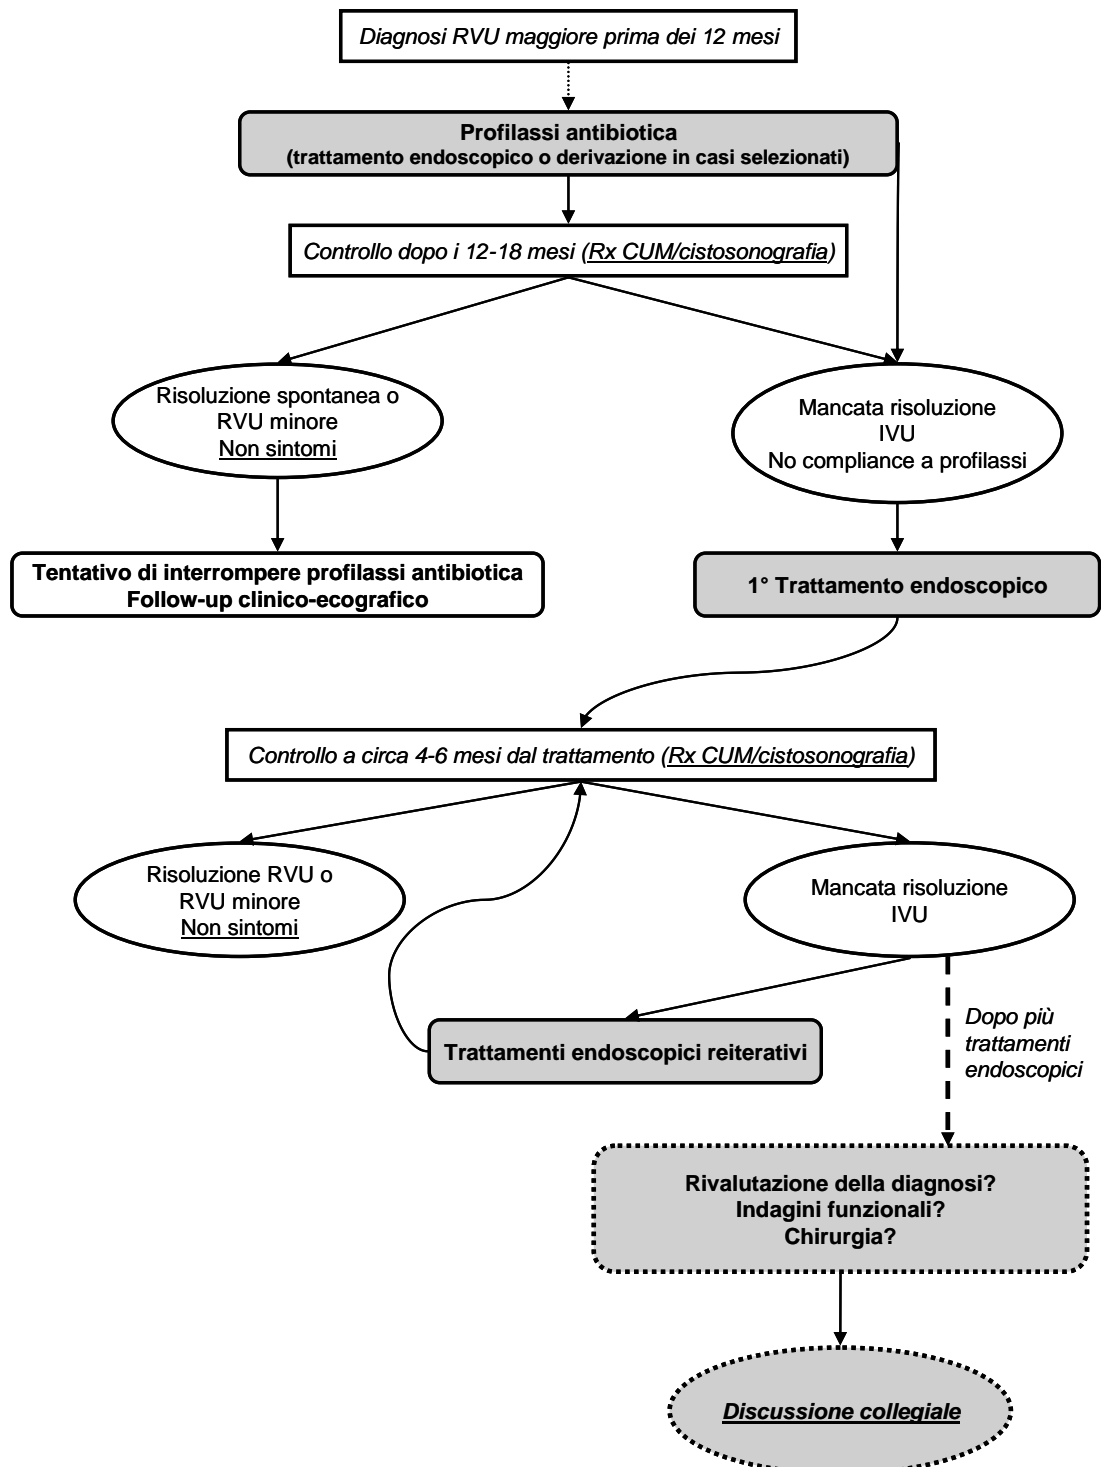 Diagnosi RVU maggiore prima dei 12 mesi
Profilassi antibiotica
(trattamento endoscopico o derivazione in casi selezionati)
Controllo dopo i 12-18 mesi (Rx CUM/cistosonografia)
Risoluzione spontanea o
RVU minore
Non sintomi
Mancata risoluzione
IVU
No compliance a profilassi
Tentativo di interrompere profilassi antibiotica
Follow-up clinico-ecografico
1° Trattamento endoscopico
Controllo a circa 4-6 mesi dal trattamento (Rx CUM/cistosonografia)
Risoluzione RVU o
RVU minore
Non sintomi
Mancata risoluzione
IVU
Trattamenti endoscopici reiterativi
Dopo più
trattamenti
endoscopici
Rivalutazione della diagnosi?
Indagini funzionali?
Chirurgia?
Discussione collegiale